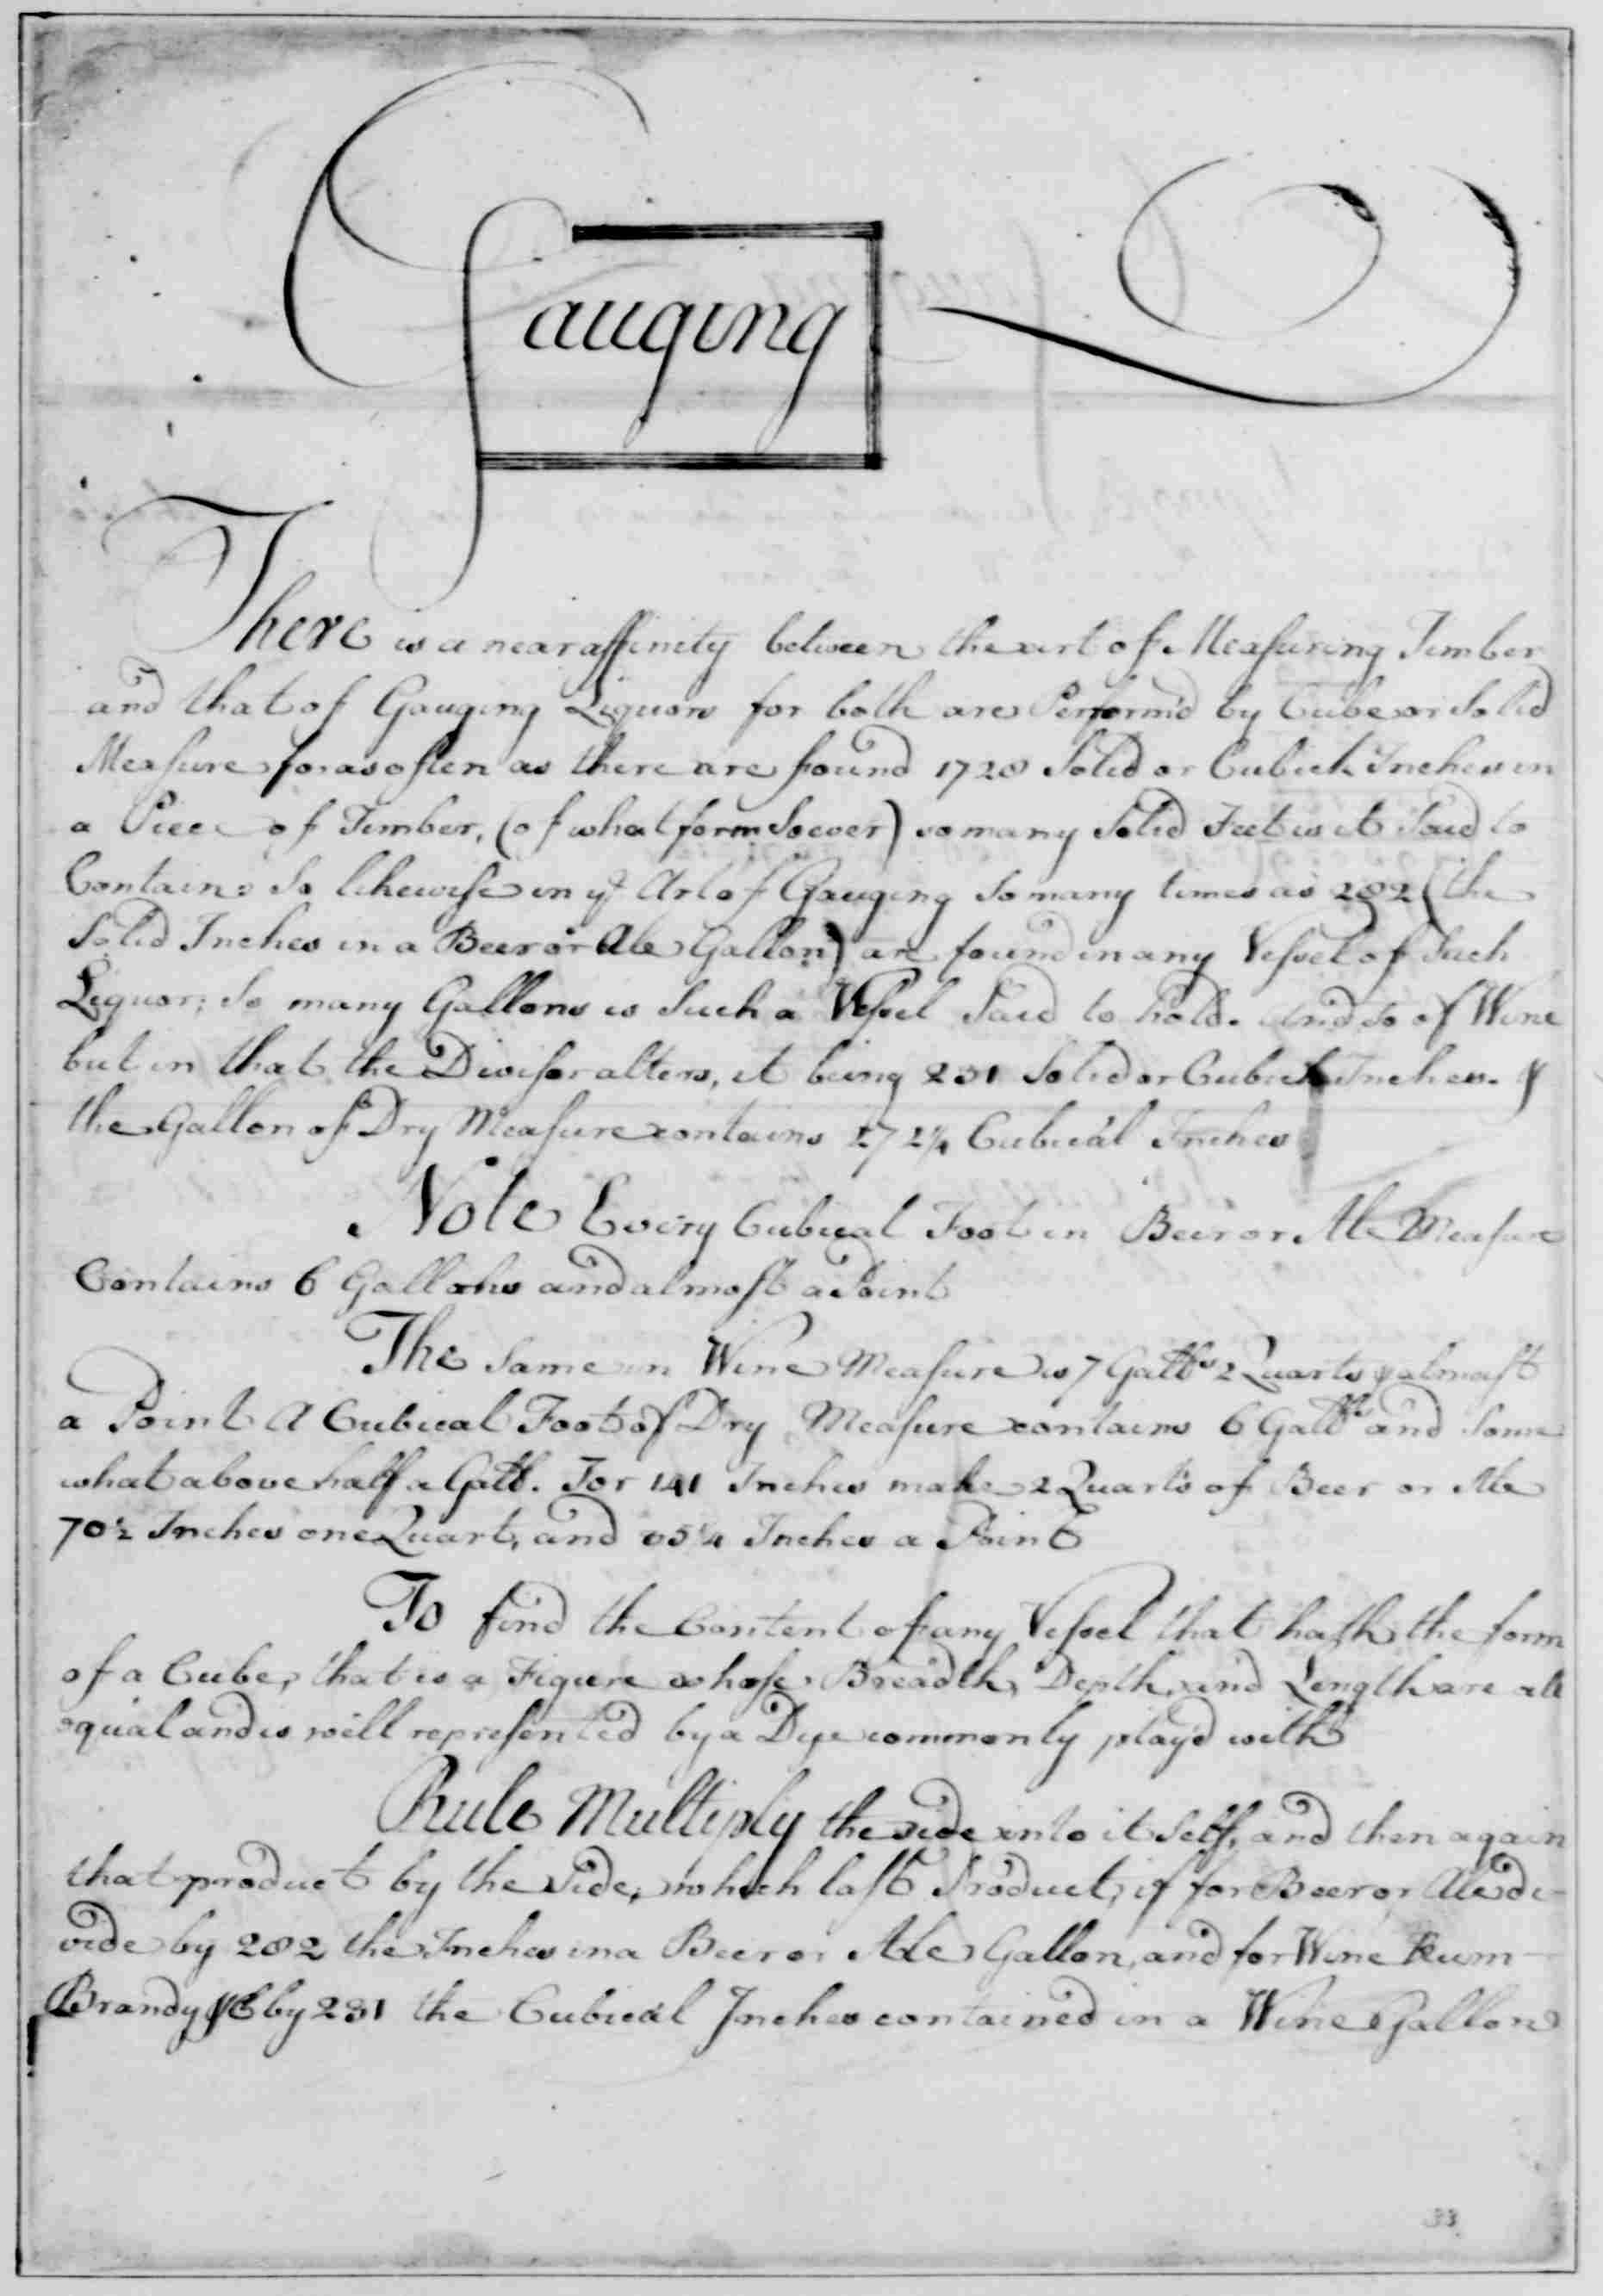 Gauging
There is a near affinity between the art of Measuring Timber
and that of Gauging Liquors for both are Perform'd by Cube or Solid
Measure for as often as there are found 1728 Solid or Cubick Inches in
a Piece of Timber, (of what form Soever) so many Solid Feet is it Said to
Contain: So likewise in ye Art of Gauging So many times as 282 (the
Solid Inches in a Beer or Ale Gallon) are found in any Vessel of Such
Liquor; So many Gallons is Such a Vessel Said to hold. And so of Wine
but in that the Divisor alters, it being 231 Solid or Cubick Inches. &
the Gallon of Dry Measure contains 272¼ Cubical Inches
Note Every Cubical Foot in Beer or Ale Measure
Contains 6 Gallons and almost a Point
The Same in Wine Measure is 7 Galls 2 Quarts & almost
a Point A Cubical Foot of Dry Measure contains 6 Galls and Some
what above half a Gall. For 141 Inches make 2 Quarts of Beer or Ale
70½ Inches one Quart, and 35¼ Inches a Point
To find the Content of any Vessel that hath the form
of a Cube, that is a Figure whose Breadth, Depth, and Length are all
equal and is well represented by a Dye commonly play'd with
Rule Multiply the side into it Self, and then again
that product by the Side, which last Product, if for Beer or Ale di-
vide by 282 the Inches in a Beer or Ale Gallon, and for Wine Rum
Brandy &c by 231 the Cubical Inches contained in a Wine Gallon
33